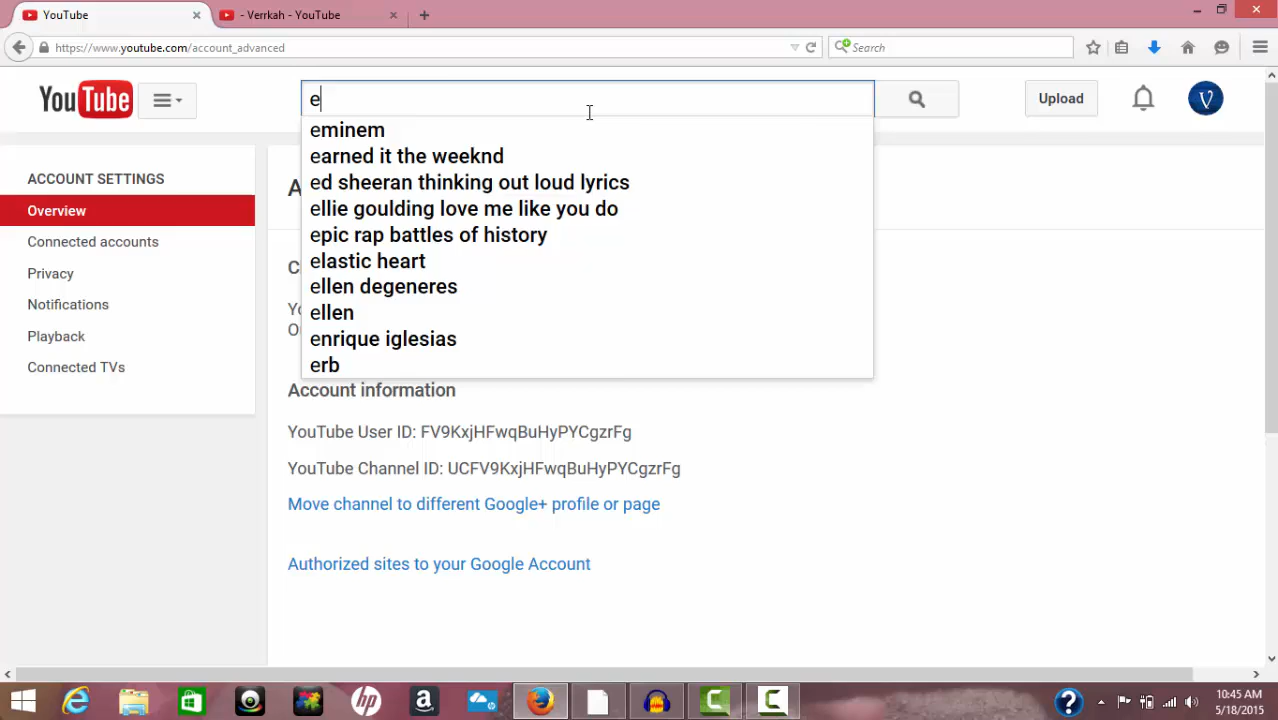 YouTube
- Verrkah - YouTube
https://www.youtube.com/account_advanced
Search
YouTube
e
Upload
V
eminem
earned it the weeknd
ed sheeran thinking out loud lyrics
ellie goulding love me like you do
epic rap battles of history
elastic heart
ellen degeneres
ellen
enrique iglesias
erb
ACCOUNT SETTINGS
Overview
Connected accounts
Privacy
Notifications
Playback
Connected TVs
Account information
YouTube User ID: FV9KxjHFwqBuHyPYCgzrFg
YouTube Channel ID: UCFV9KxjHFwqBuHyPYCgzrFg
Move channel to different Google+ profile or page
Authorized sites to your Google Account
hp
a
C
C
?
10:45 AM
5/18/2015